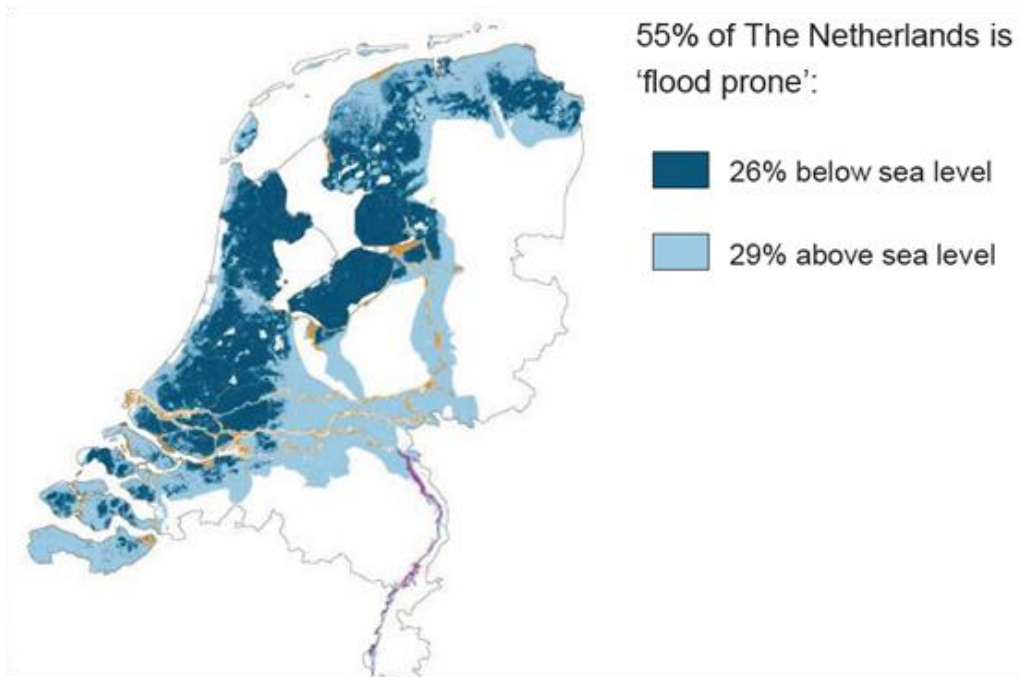 55% of The Netherlands is
‘flood prone’:
26% below sea level
29% above sea level